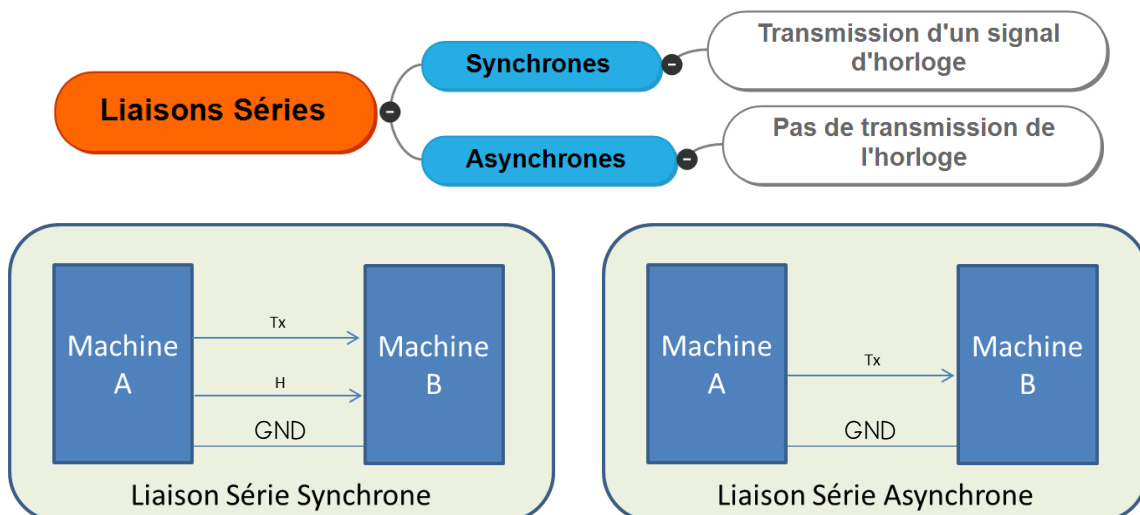 Liaisons Séries
Synchrones
Transmission d'un signal
d'horloge
Asynchrones
Pas de transmission de
l'horloge
Machine
A
Tx
H
GND
Machine
B
Liaison Série Synchrone
Machine
A
Tx
GND
Machine
B
Liaison Série Asynchrone